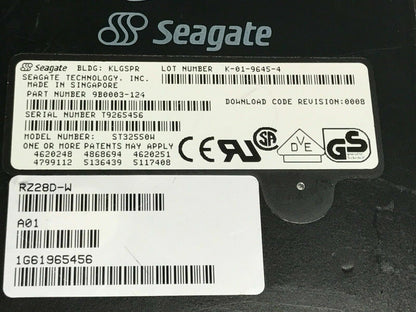 Seagate
Seagate BLDG: KLGSPR LOT NUMBER K-01-9645-4
SEAGATE TECHNOLOGY, INC.
MADE IN SINGAPORE
PART NUMBER 9B0003-124
DOWNLOAD CODE REVISION:0008
SERIAL NUMBER T9265456
MODEL NUMBER: ST32550W
ONE OR MORE PATENTS MAY APPLY
4620248 4868694 4620251
4799112 5136439 5117408
CE
SA
DVE
GS
RZ28D-W
A01
1G61965456